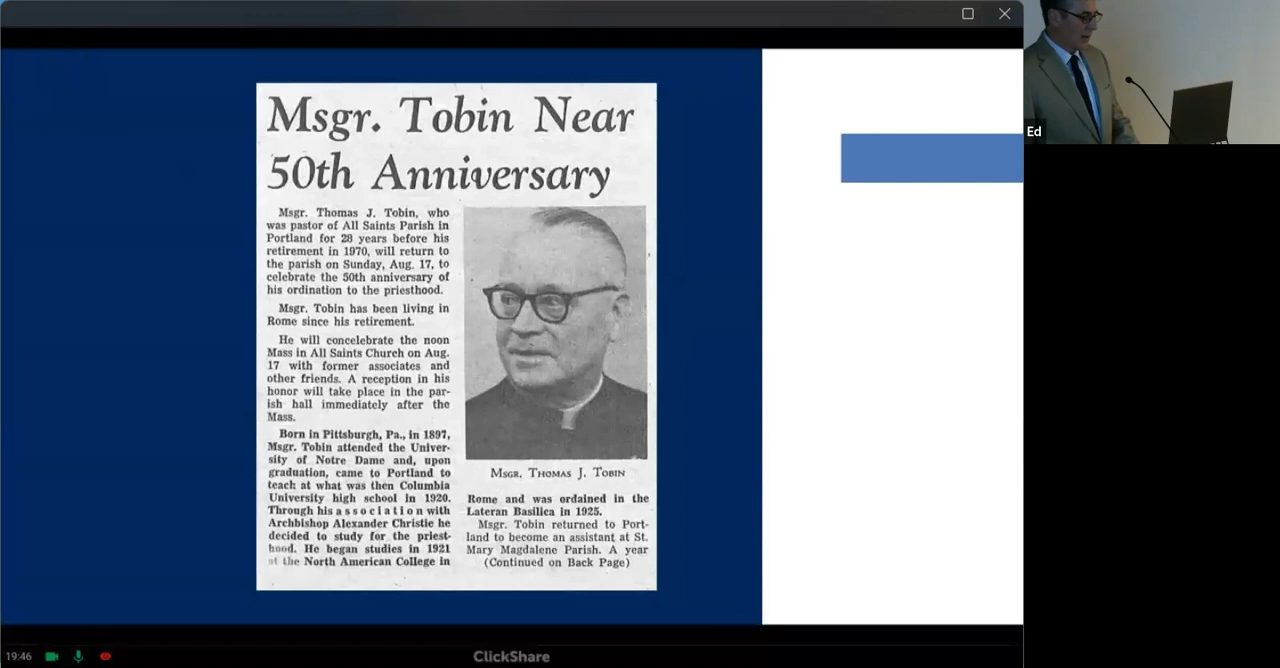 Msgr. Tobin Near
50th Anniversary
Msgr. Thomas J. Tobin, who
was pastor of All Saints Parish in
Portland for 28 years before his
retirement in 1970, will return to
the parish on Sunday, Aug. 17, to
celebrate the 50th anniversary of
his ordination to the priesthood.
Msgr. Tobin has been living in
Rome since his retirement.
He will concelebrate the noon
Mass in All Saints Church on Aug.
17 with former associates and
other friends. A reception in his
honor will take place in the par-
ish hall immediately after the
Mass.
Born in Pittsburgh, Pa., in 1897,
Msgr. Tobin attended the Univer-
sity of Notre Dame and, upon
graduation, came to Portland to
teach at what was then Columbia
University high school in 1920.
Through his association with
Archbishop Alexander Christie he
decided to study for the priest-
hood. He began studies in 1921
at the North American College in
MSGR. THOMAS J. TOBIN
Rome and was ordained in the
Lateran Basilica in 1925.
Msgr. Tobin returned to Port-
land to become an assistant at St.
Mary Magdalene Parish. A year
(Continued on Back Page)
Ed
19:46
ClickShare